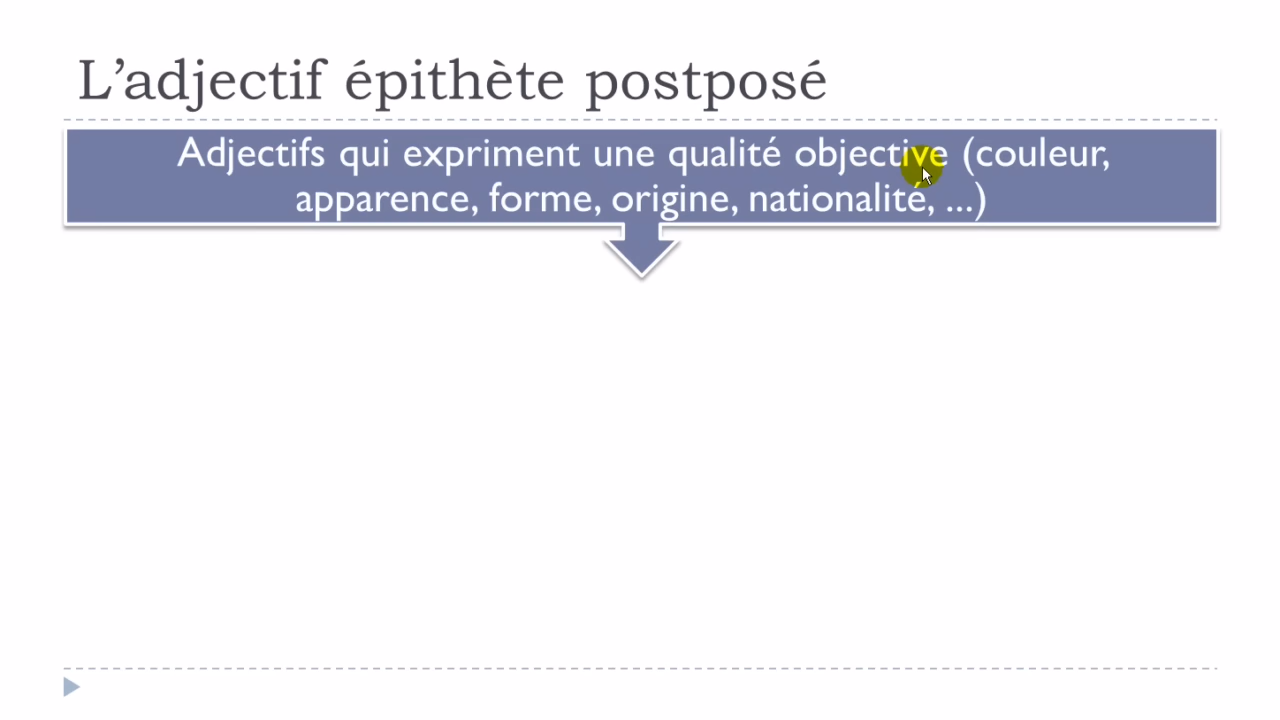 L’adjectif épithète postposé
Adjectifs qui expriment une qualité objective (couleur,
apparence, forme, origine, nationalité, ...)